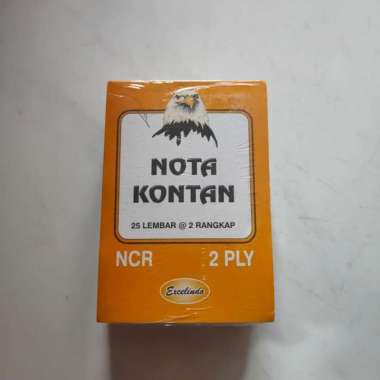 NOTA
KONTAN
25 LEMBAR @ 2 RANGKAP
NCR 2 PLY
Excelindo